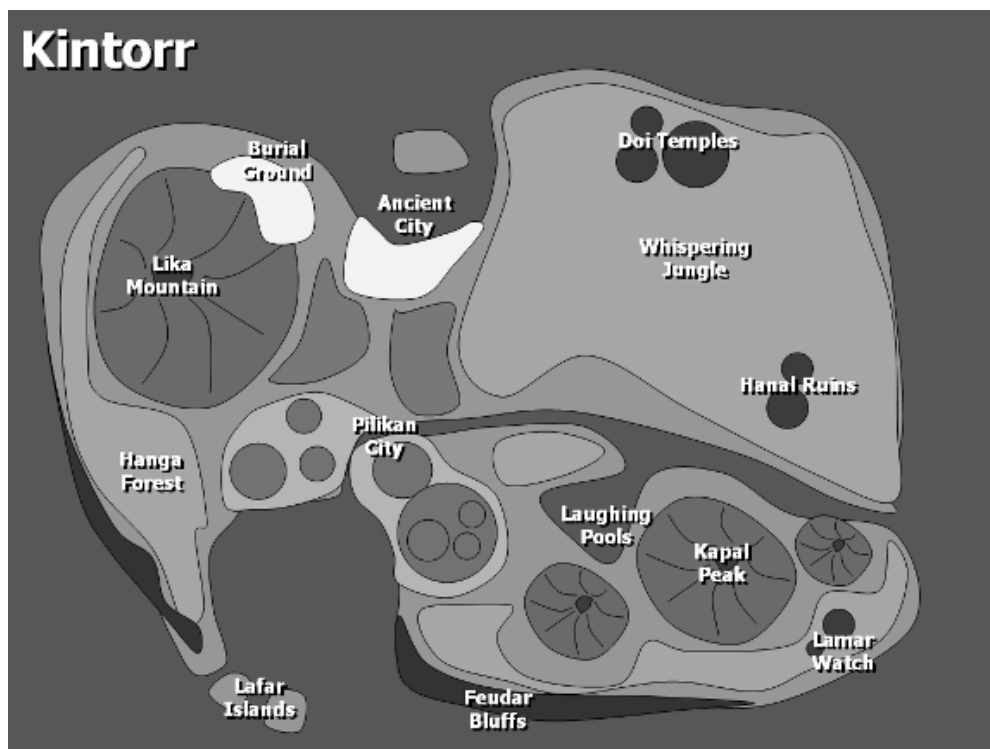 Kintorr
Doi Temples
Burial
Ground
Ancient
City
Whispering
Jungle
Lika
Mountain
Hanal Ruins
Pilikan
City
Hanga
Forest
Laughing
Pools
Kapal
Peak
Lamar
Watch
Lafar
Islands
Feudar
Bluffs